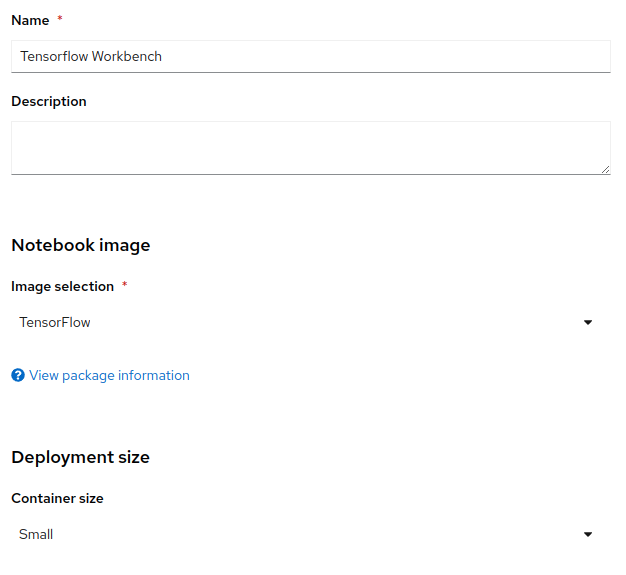 Name *
Tensorflow Workbench
Description
Notebook image
Image selection *
TensorFlow
View package information
Deployment size
Container size
Small